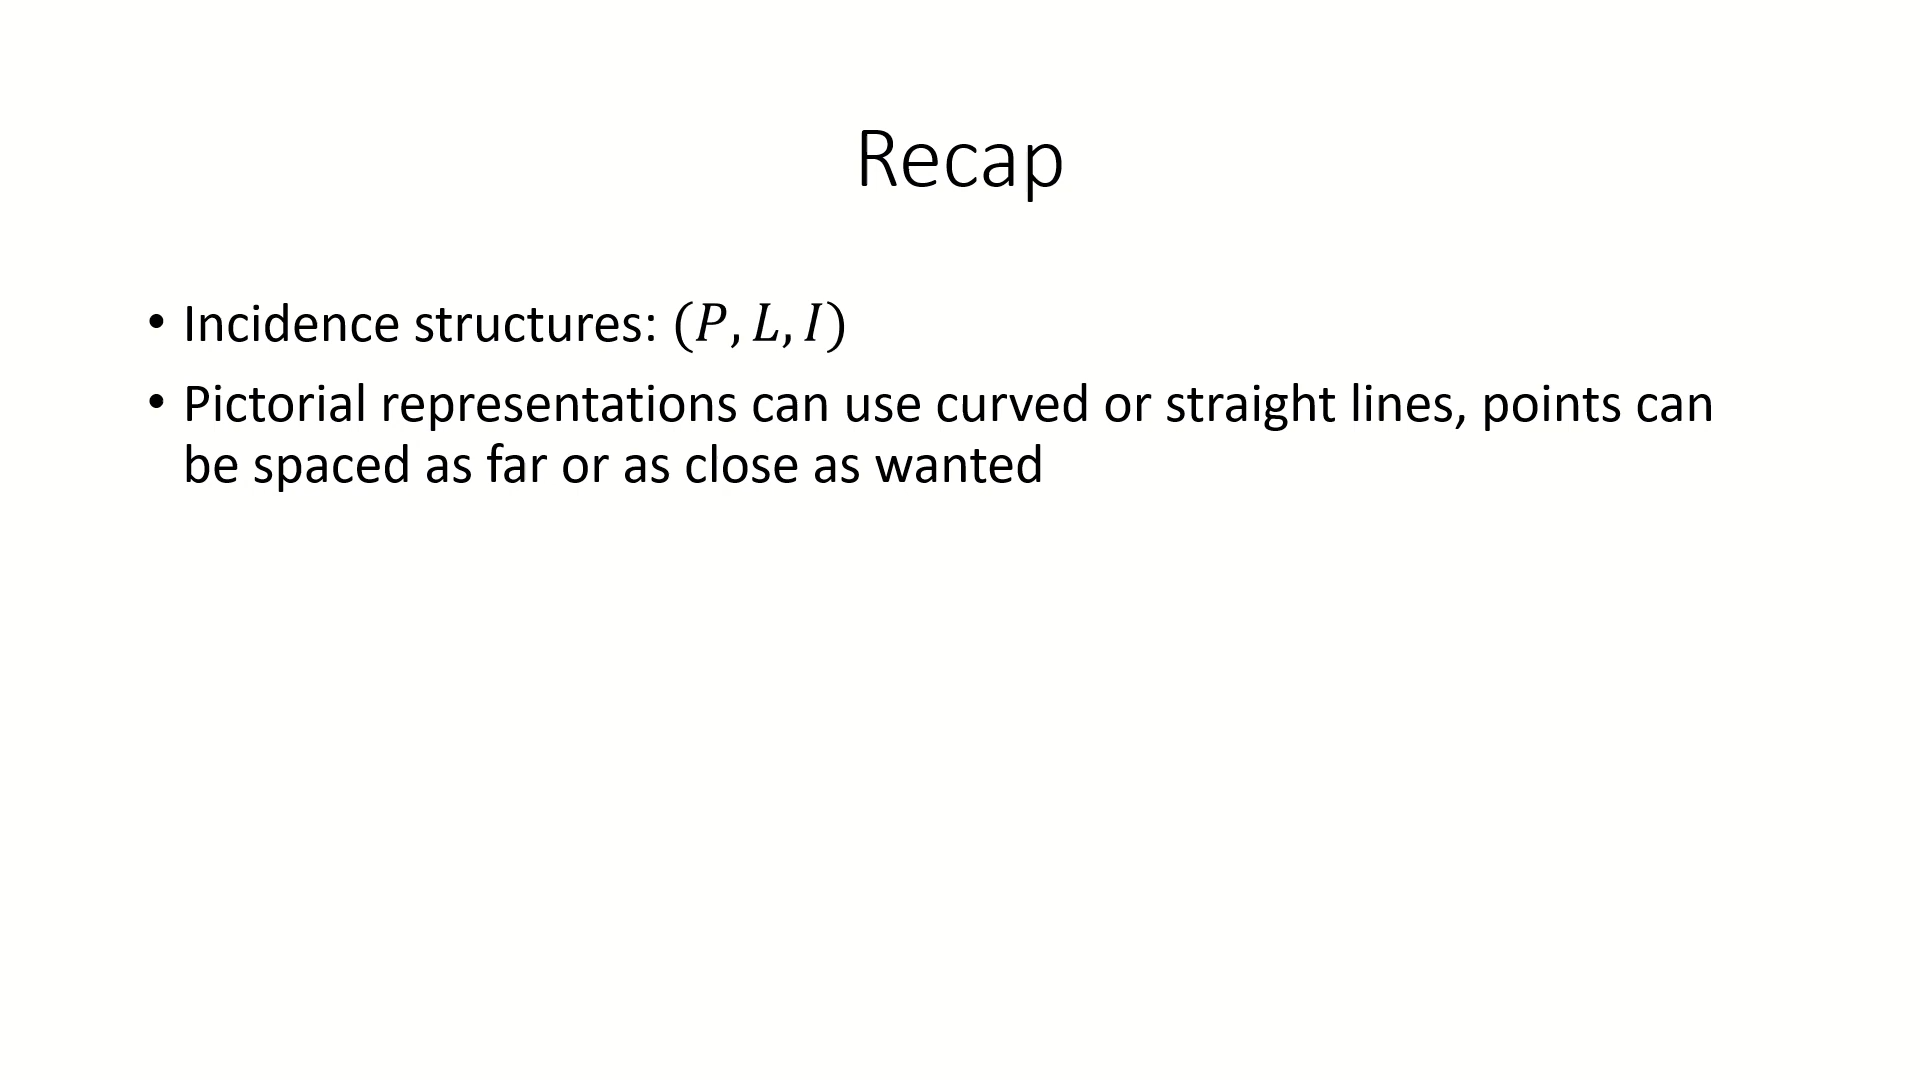 Recap
• Incidence structures: (𝑃, 𝐿, 𝐼)
• Pictorial representations can use curved or straight lines, points can
be spaced as far or as close as wanted